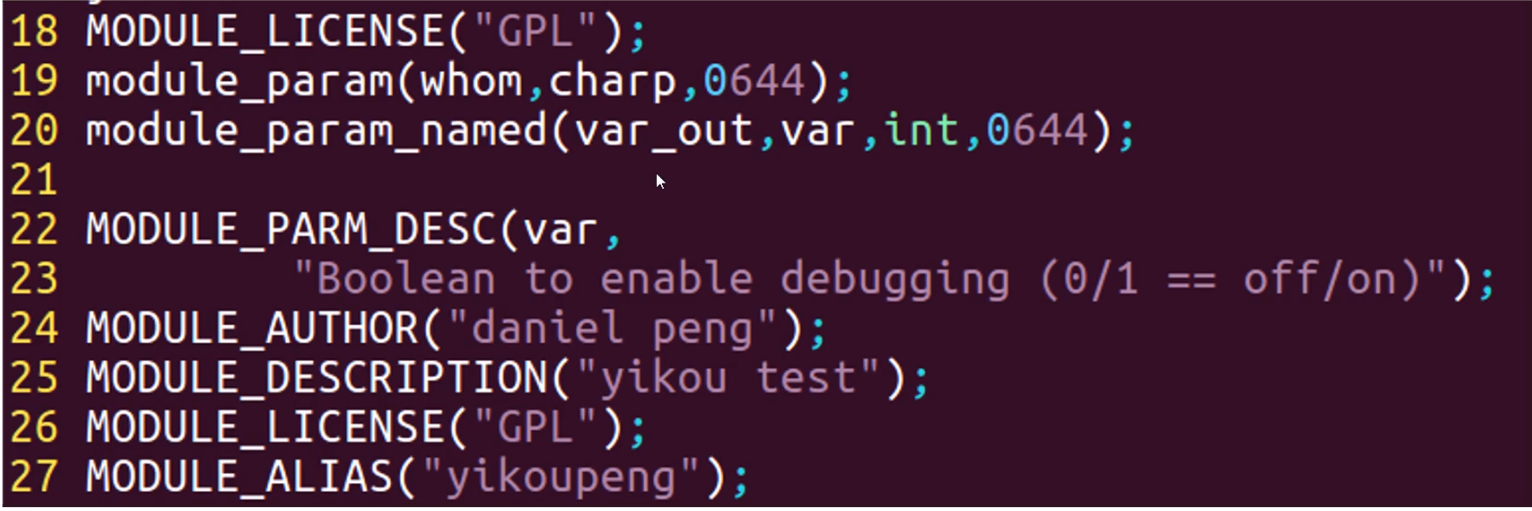 18 MODULE_LICENSE("GPL");
19 module_param(whom,charp,0644);
20 module_param_named(var_out,var,int,0644);
21
22 MODULE_PARM_DESC(var,
23         "Boolean to enable debugging (0/1 == off/on)");
24 MODULE_AUTHOR("daniel peng");
25 MODULE_DESCRIPTION("yikou test");
26 MODULE_LICENSE("GPL");
27 MODULE_ALIAS("yikoupeng");